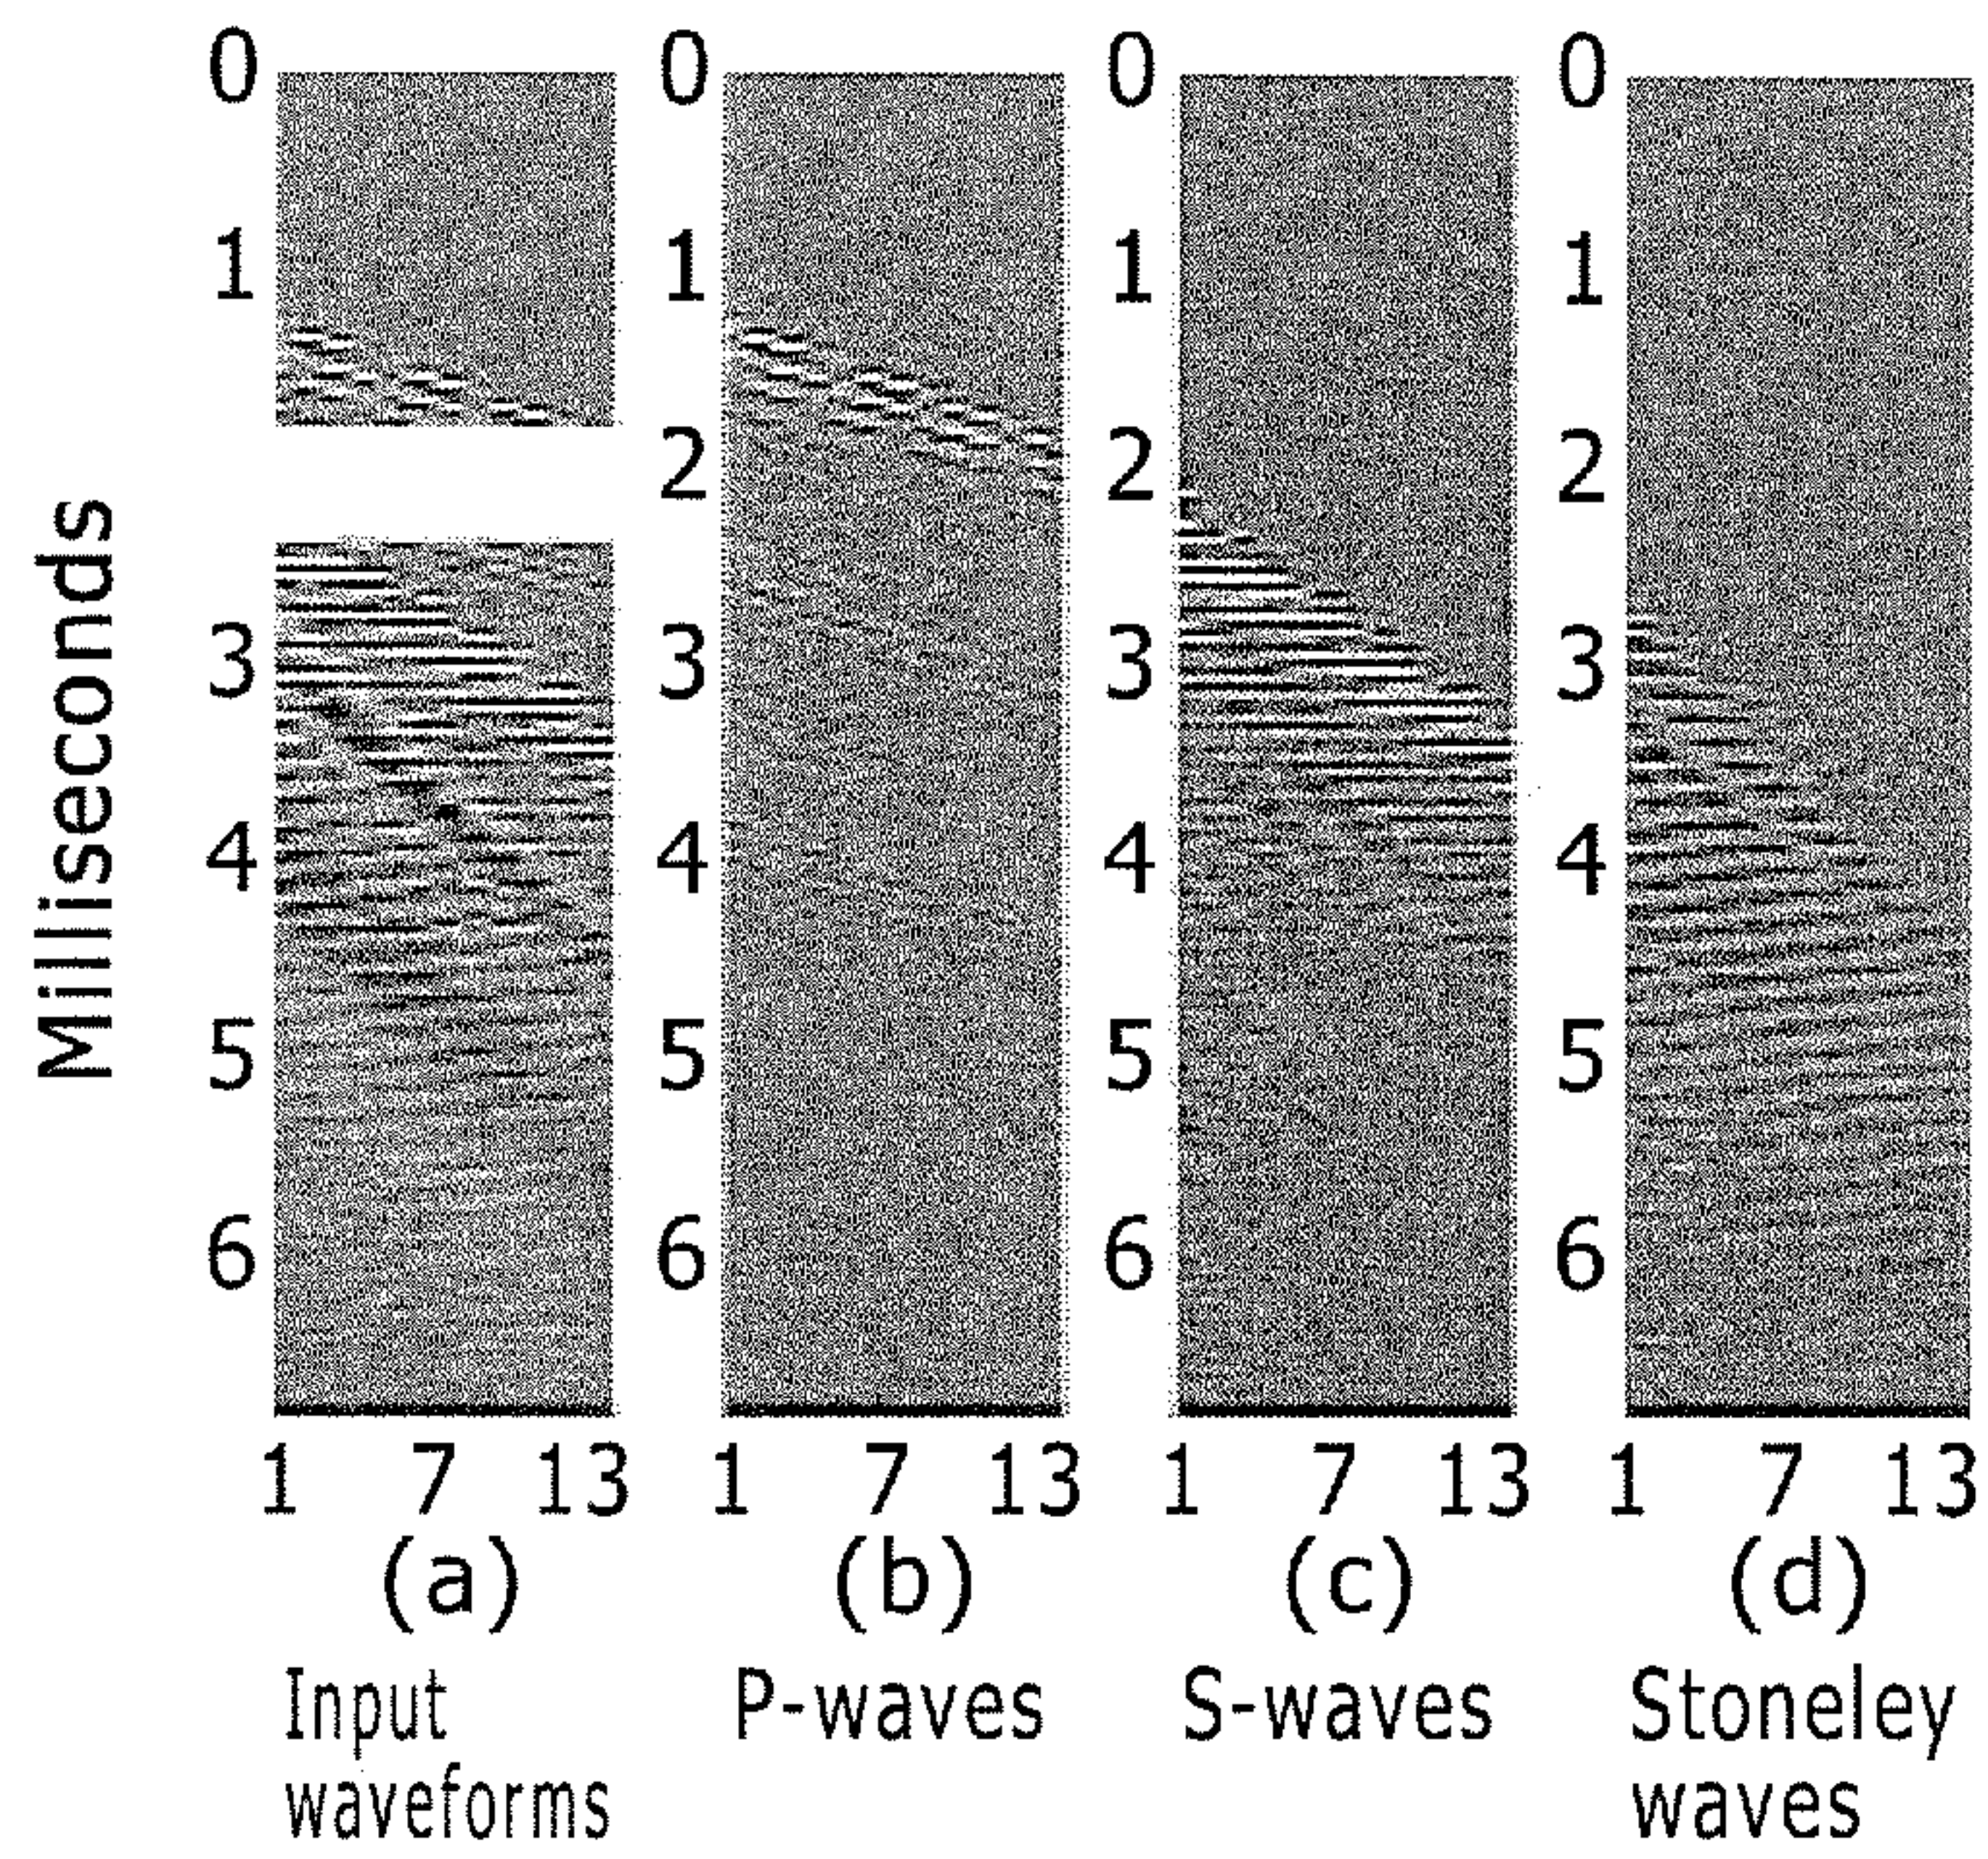 Milliseconds
0 0 0 0
1 1 1 1
2 2 2
3 3 3 3
4 4 4 4
5 5 5 5
6 6 6 6
1 7 13 1 7 13 1 7 13 1 7 13
(a) (b) (c) (d)
Input waveforms P-waves S-waves Stoneley waves